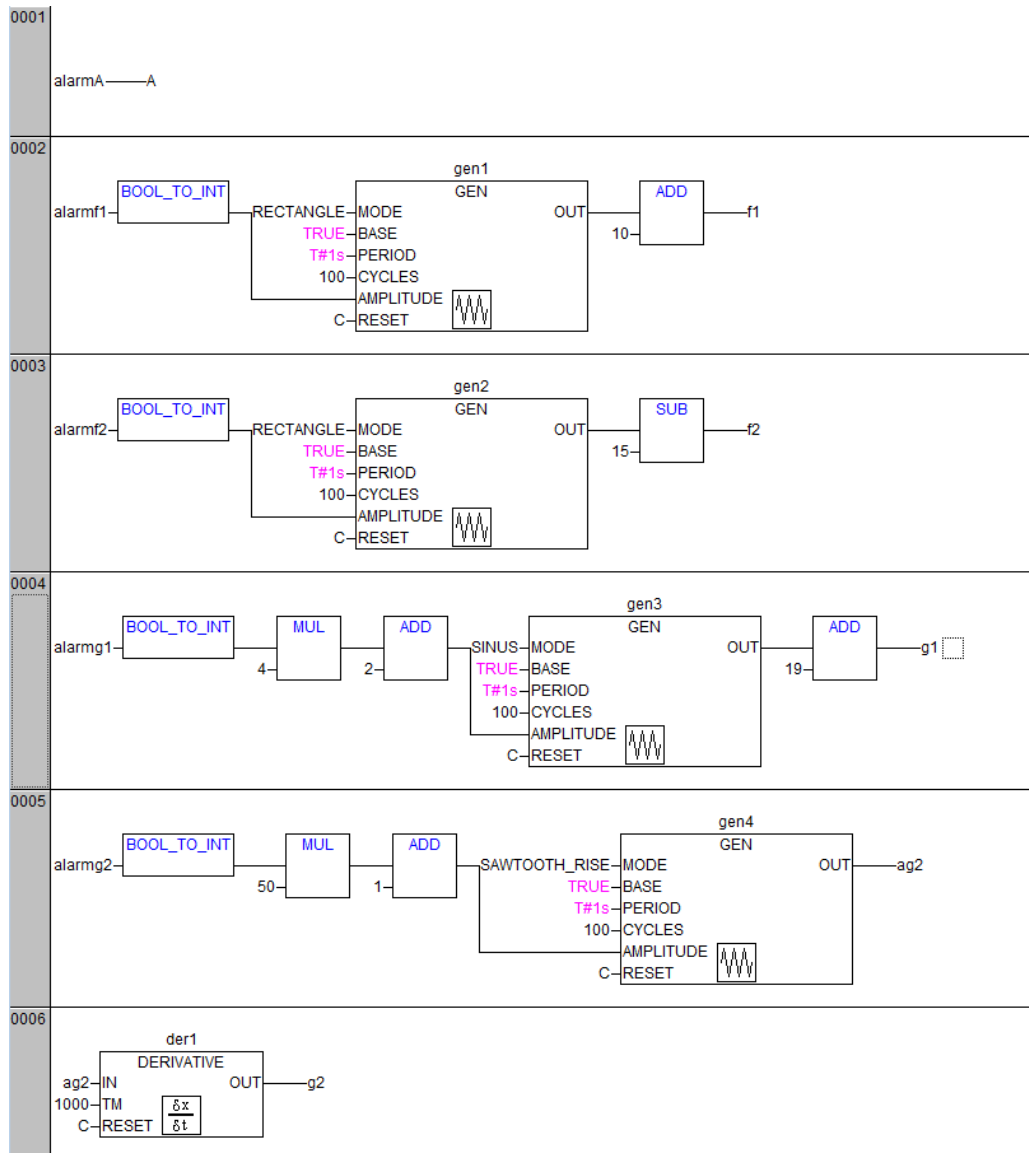 0001
alarmA A
0002
gen1
BOOL_TO_INT GEN ADD
alarmf1 RECTANGLE MODE OUT f1
TRUE BASE 10
T#1s PERIOD
100 CYCLES
AMPLITUDE
C RESET
0003
gen2
BOOL_TO_INT GEN SUB
alarmf2 RECTANGLE MODE OUT f2
TRUE BASE 15
T#1s PERIOD
100 CYCLES
AMPLITUDE
C RESET
0004
gen3
BOOL_TO_INT MUL ADD GEN ADD
alarmg1 SINUS MODE OUT g1
4 2 TRUE BASE 19
T#1s PERIOD
100 CYCLES
AMPLITUDE
C RESET
0005
gen4
BOOL_TO_INT MUL ADD GEN
alarmg2 SAWTOOTH_RISE MODE OUT ag2
50 1 TRUE BASE
T#1s PERIOD
100 CYCLES
AMPLITUDE
C RESET
0006
der1
DERIVATIVE
ag2 IN OUT g2
1000 TM δx
C RESET δt